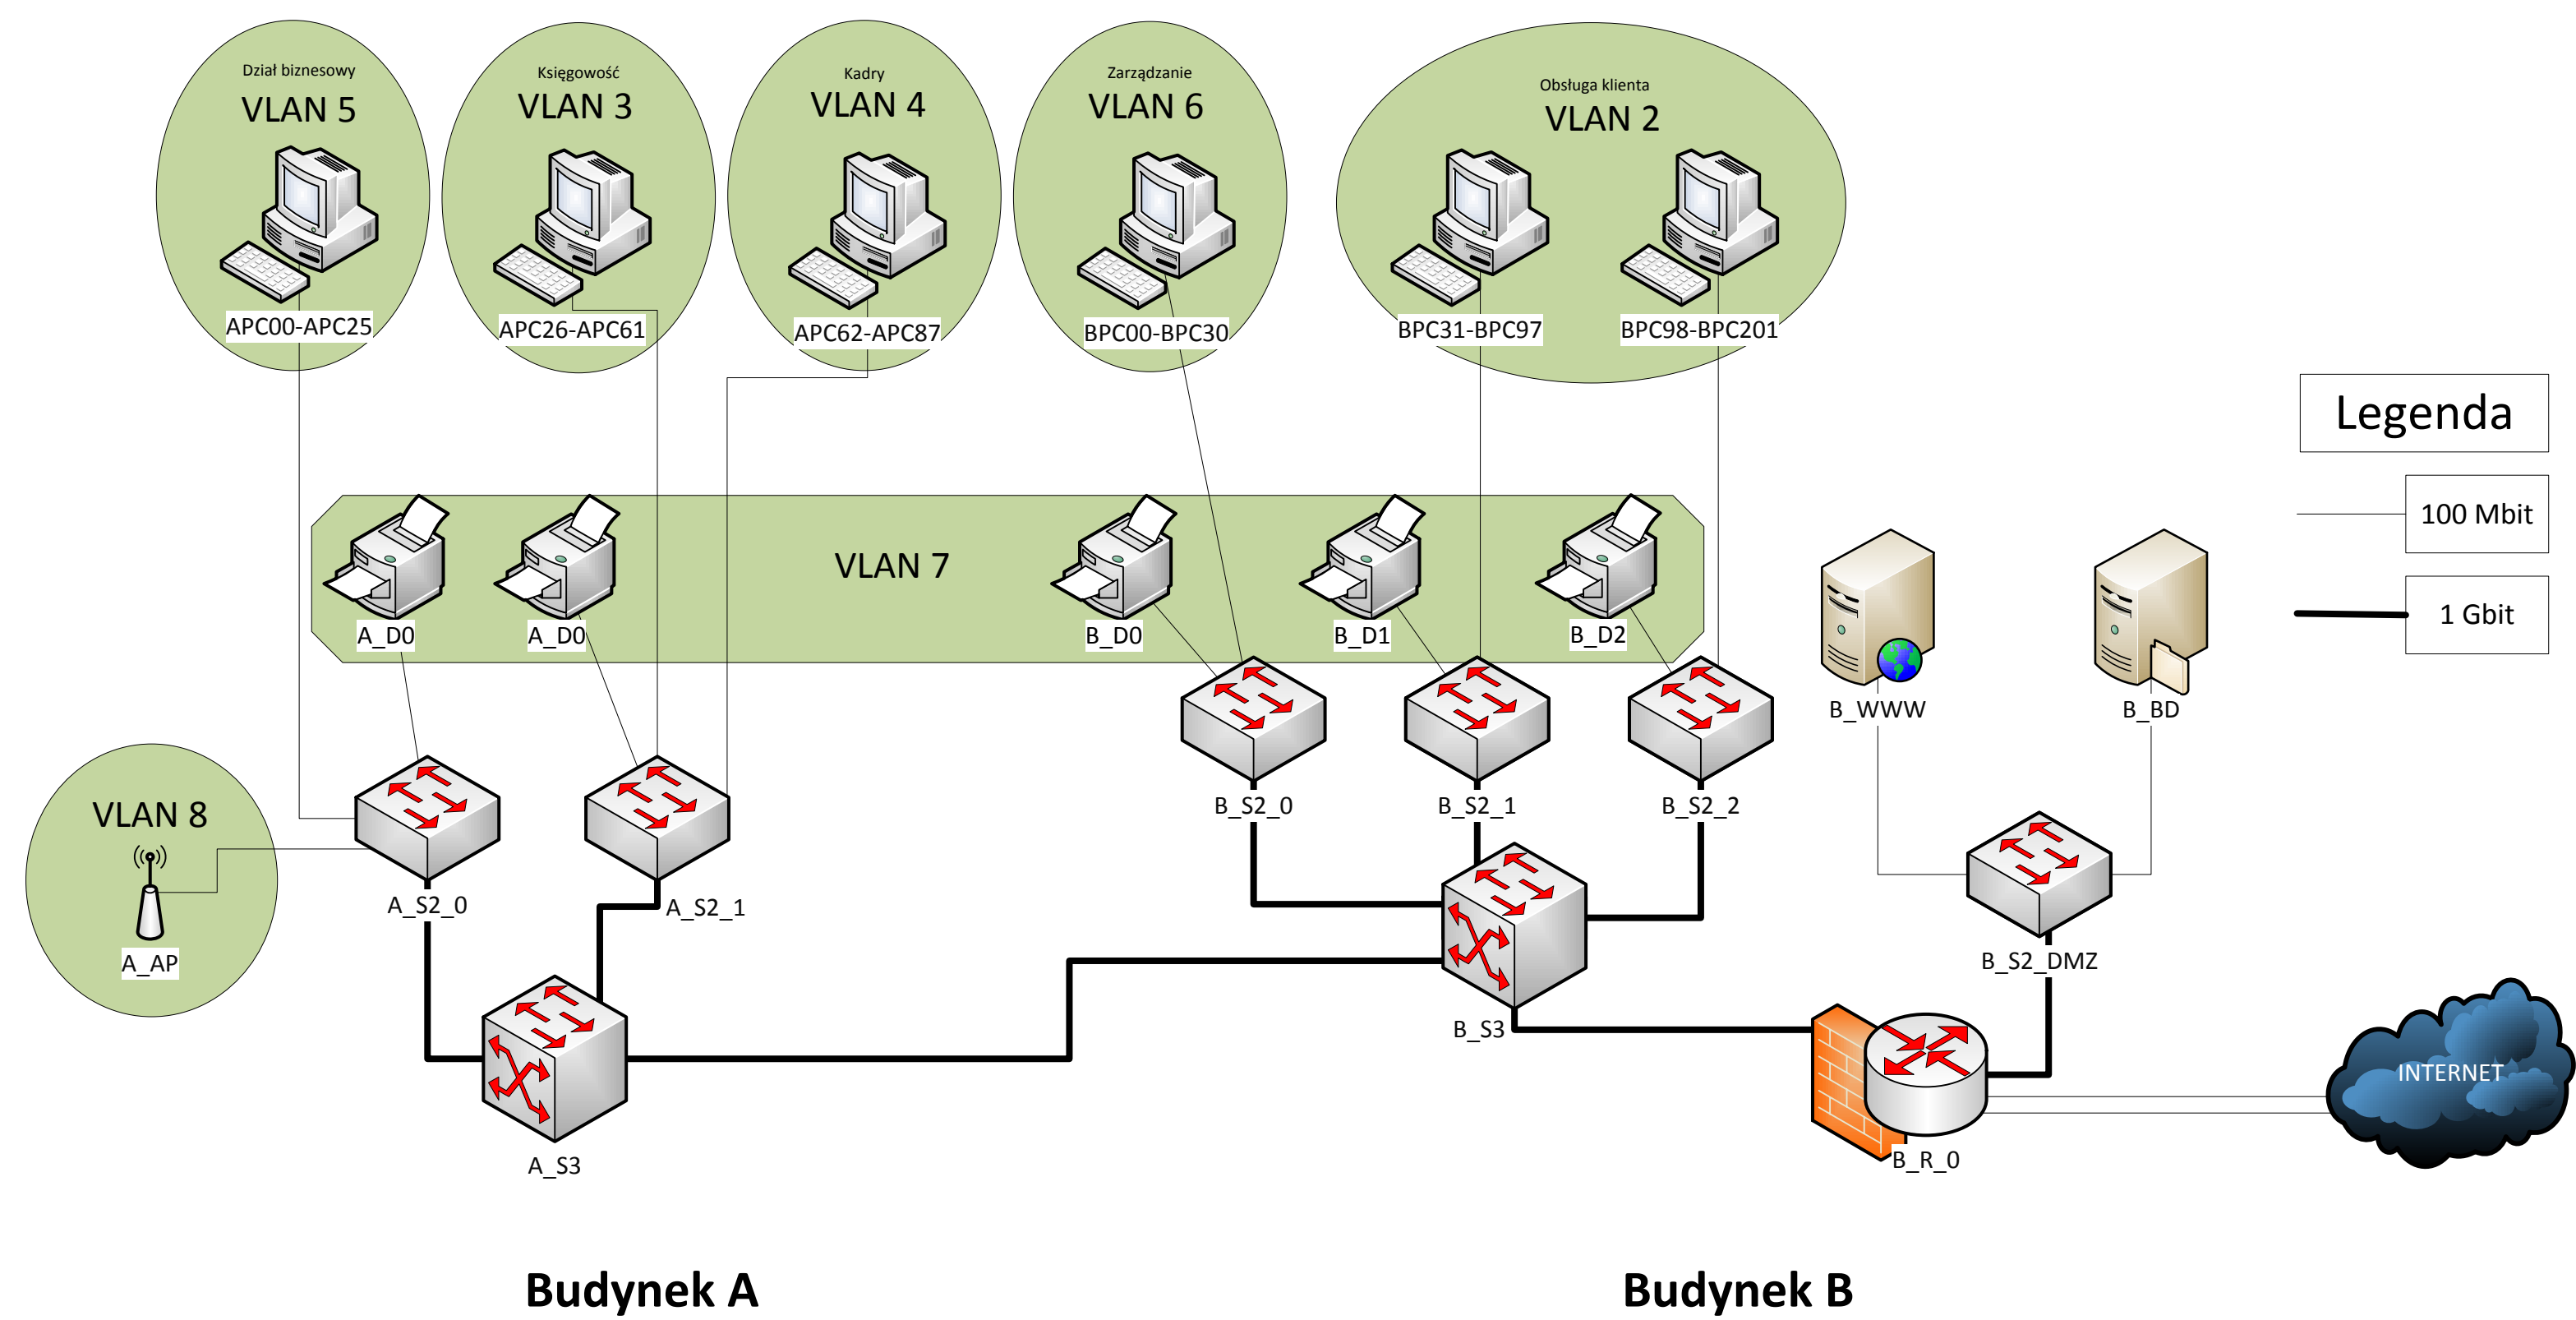 Dział biznesowy
VLAN 5
APC00-APC25
Księgowość
VLAN 3
APC26-APC61
Kadry
VLAN 4
APC62-APC87
Zarządzanie
VLAN 6
BPC00-BPC30
Obsługa klienta
VLAN 2
BPC31-BPC97
BPC98-BPC201
Legenda
100 Mbit
1 Gbit
VLAN 7
A_D0
A_D0
B_D0
B_D1
B_D2
B_WWW
B_BD
VLAN 8
A_AP
A_S2_0
A_S2_1
B_S2_0
B_S2_1
B_S2_2
B_S2_DMZ
A_S3
B_S3
B_R_0
INTERNET
Budynek A
Budynek B